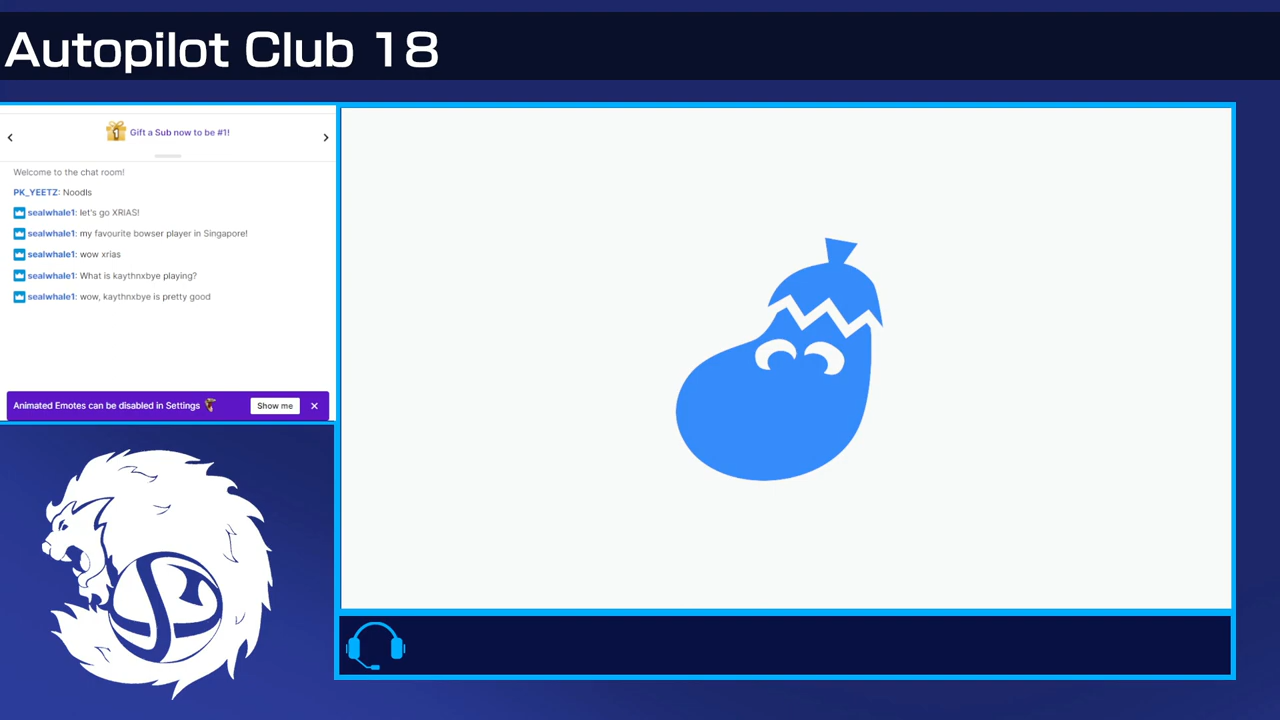 Autopilot Club 18
1
Gift a Sub now to be #1!
Welcome to the chat room!
PK_YEETZ: Noodls
sealwhale1: let's go XRIAS!
sealwhale1: my favourite bowser player in Singapore!
sealwhale1: wow xrias
sealwhale1: What is kaythnxbye playing?
sealwhale1: wow, kaythnxbye is pretty good
Animated Emotes can be disabled in Settings
Show me